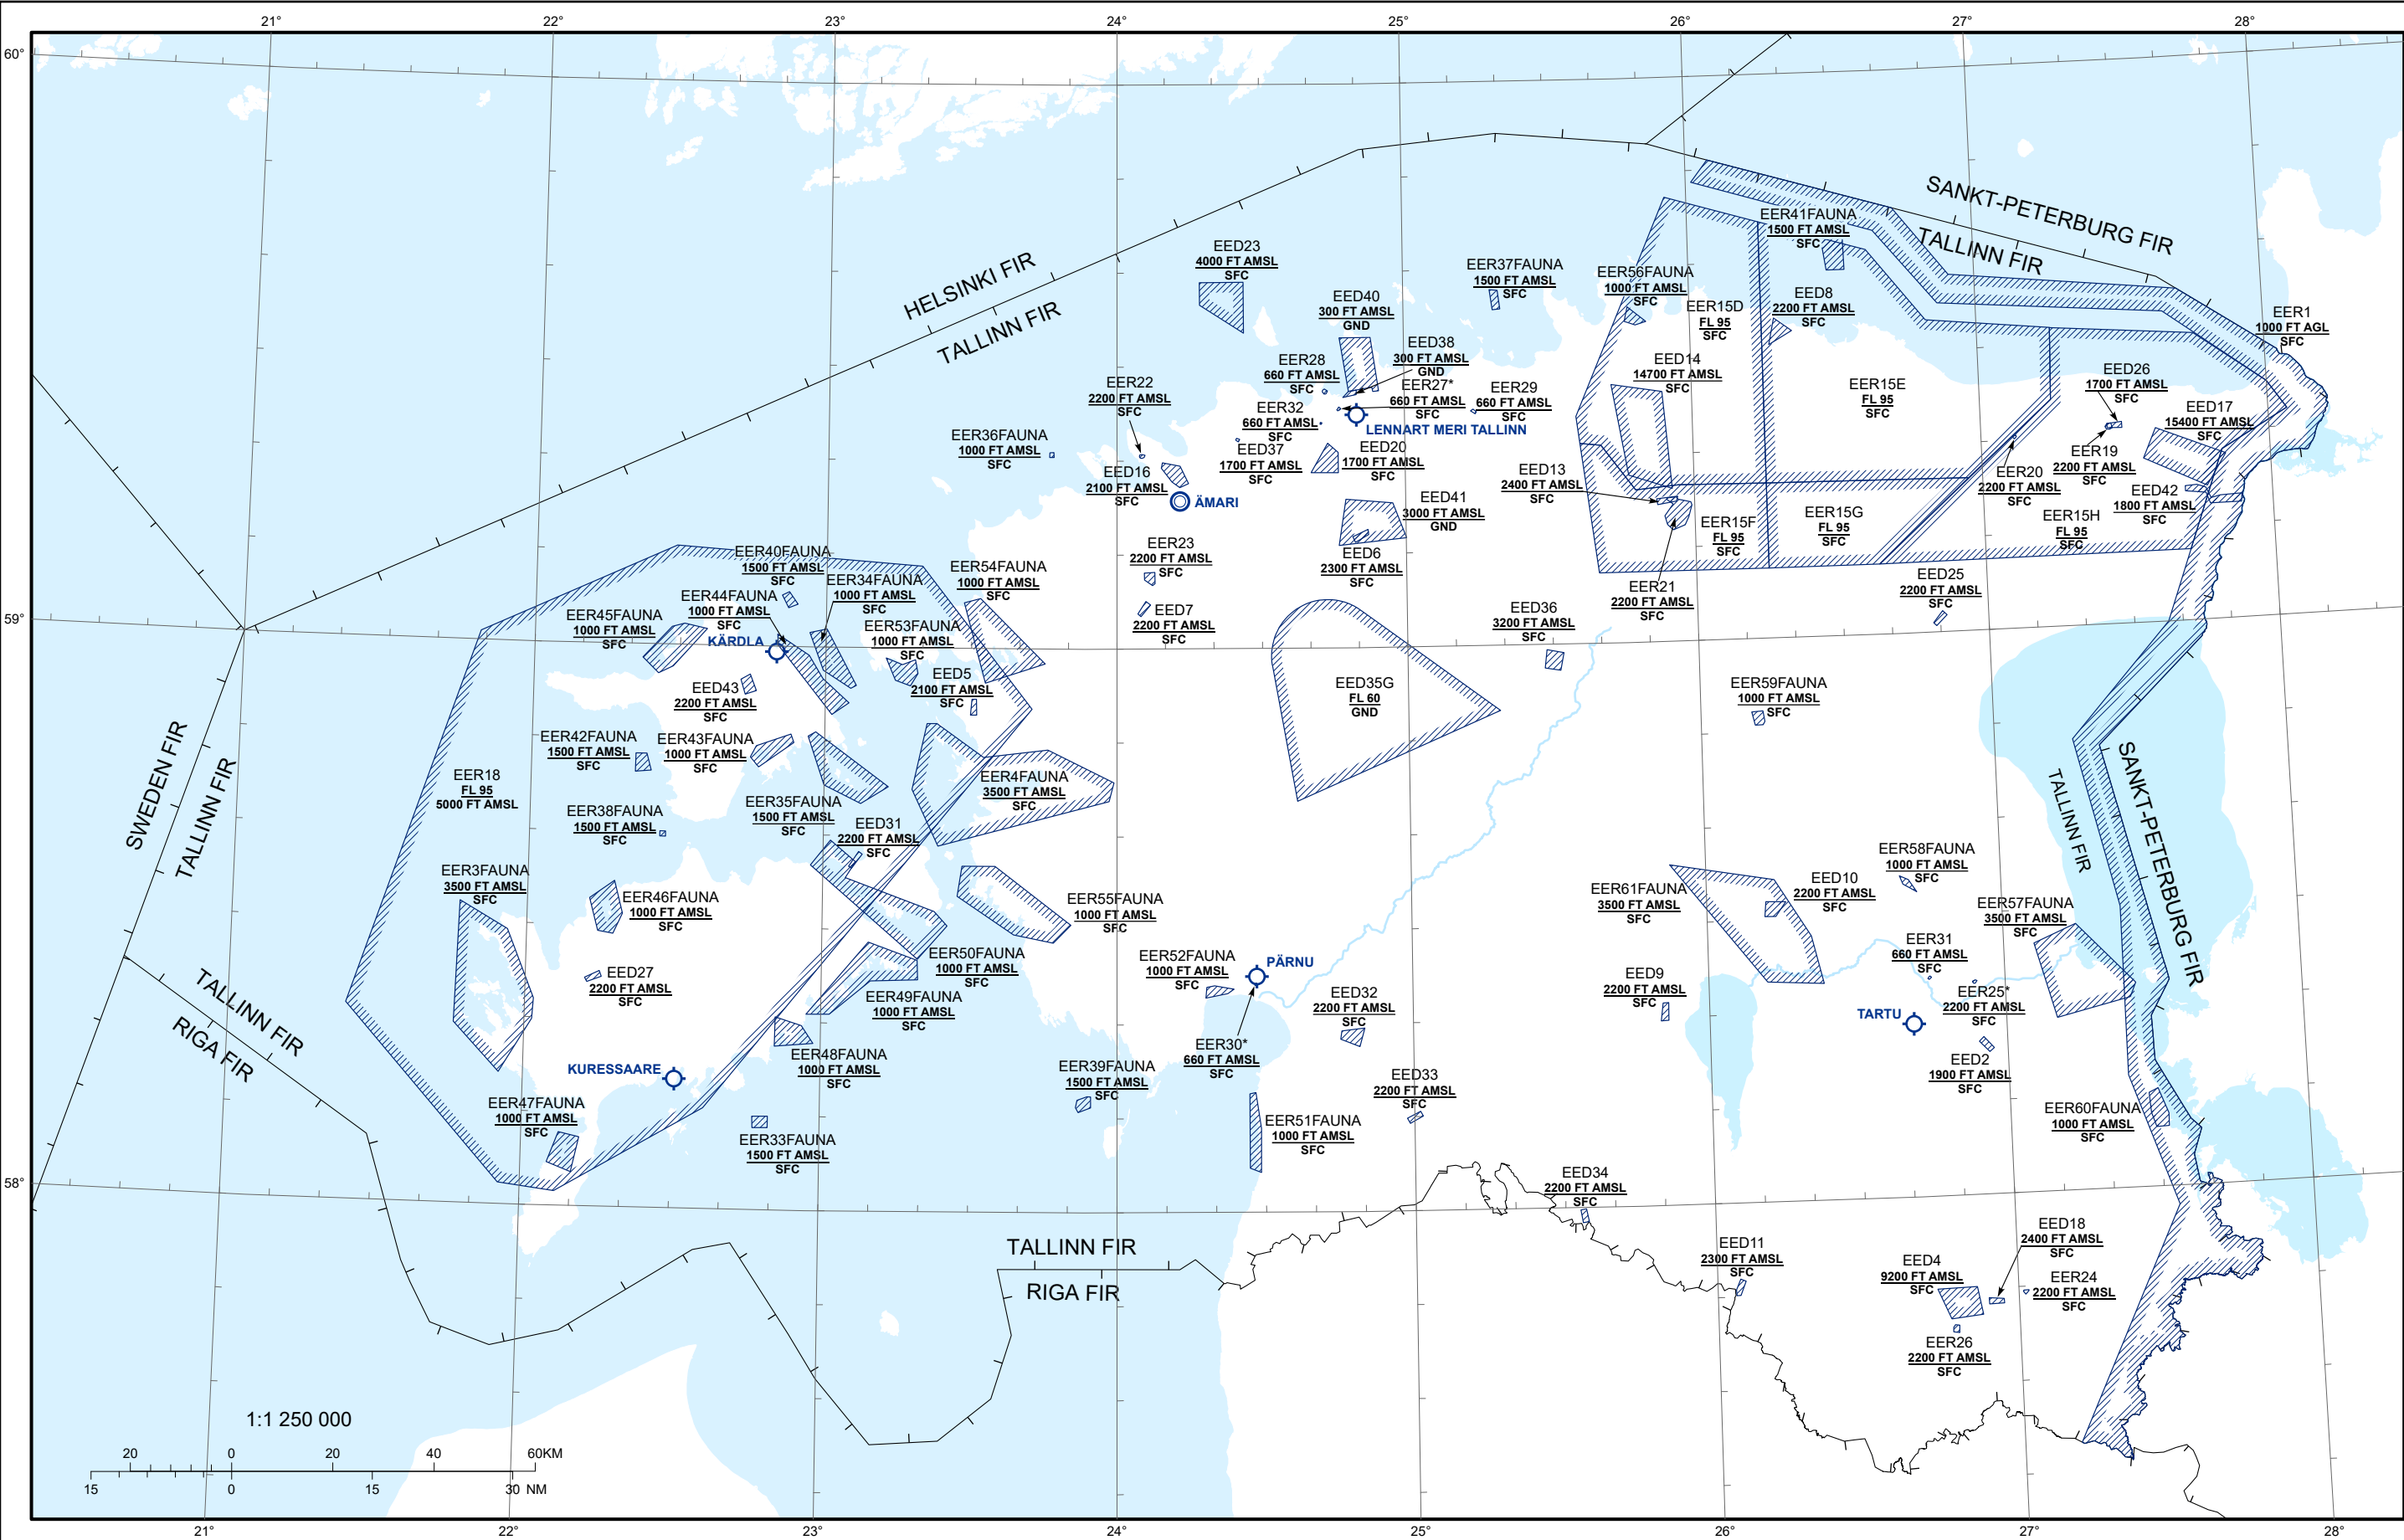 21°
22°
23°
24°
25°
26°
27°
28°
60°
59°
58°
SANKT-PETERBURG FIR
TALLINN FIR
HELSINKI FIR
TALLINN FIR
EER41FAUNA
1500 FT AMSL
SFC
EED23
4000 FT AMSL
SFC
EER37FAUNA
1500 FT AMSL
SFC
EER56FAUNA
1000 FT AMSL
SFC
EER15D
FL 95
SFC
EED8
2200 FT AMSL
SFC
EED40
300 FT AMSL
GND
EER1
1000 FT AGL
SFC
EED38
300 FT AMSL
GND
EER28
660 FT AMSL
SFC
EER27*
660 FT AMSL
SFC
EER29
660 FT AMSL
SFC
EED14
14700 FT AMSL
SFC
EER15E
FL 95
SFC
EED26
1700 FT AMSL
SFC
EED17
15400 FT AMSL
SFC
EER22
2200 FT AMSL
SFC
EER32
660 FT AMSL
SFC
LENNART MERI TALLINN
EER36FAUNA
1000 FT AMSL
SFC
EED37
1700 FT AMSL
SFC
EED20
1700 FT AMSL
SFC
EED16
2100 FT AMSL
SFC
ÄMARI
EED13
2400 FT AMSL
SFC
EER20
2200 FT AMSL
SFC
EER19
2200 FT AMSL
SFC
EED42
1800 FT AMSL
SFC
EED41
3000 FT AMSL
GND
EER15F
FL 95
SFC
EER15G
FL 95
SFC
EER15H
FL 95
SFC
EER23
2200 FT AMSL
SFC
EED6
2300 FT AMSL
SFC
EER40FAUNA
1500 FT AMSL
SFC
EER34FAUNA
1000 FT AMSL
SFC
EER54FAUNA
1000 FT AMSL
SFC
EER44FAUNA
1000 FT AMSL
SFC
EER45FAUNA
1000 FT AMSL
SFC
KÄRDLA
EER53FAUNA
1000 FT AMSL
SFC
EED7
2200 FT AMSL
SFC
EED36
3200 FT AMSL
SFC
EER21
2200 FT AMSL
SFC
EED25
2200 FT AMSL
SFC
EED43
2200 FT AMSL
SFC
EED5
2100 FT AMSL
SFC
EED35G
FL 60
GND
EER59FAUNA
1000 FT AMSL
SFC
SWEDEN FIR
TALLINN FIR
EER42FAUNA
1500 FT AMSL
SFC
EER43FAUNA
1000 FT AMSL
SFC
EER18
FL 95
5000 FT AMSL
EER4FAUNA
3500 FT AMSL
SFC
EER38FAUNA
1500 FT AMSL
SFC
EER35FAUNA
1500 FT AMSL
SFC
EED31
2200 FT AMSL
SFC
TALLINN FIR
SANKT-PETERBURG FIR
EER3FAUNA
3500 FT AMSL
SFC
EER46FAUNA
1000 FT AMSL
SFC
EER55FAUNA
1000 FT AMSL
SFC
EER61FAUNA
3500 FT AMSL
SFC
EED10
2200 FT AMSL
SFC
EER58FAUNA
1000 FT AMSL
SFC
EER57FAUNA
3500 FT AMSL
SFC
EER31
660 FT AMSL
SFC
EED27
2200 FT AMSL
SFC
EER50FAUNA
1000 FT AMSL
SFC
EER52FAUNA
1000 FT AMSL
SFC
PÄRNU
EED9
2200 FT AMSL
SFC
EED32
2200 FT AMSL
SFC
EER25*
2200 FT AMSL
SFC
TARTU
TALLINN FIR
RIGA FIR
EER49FAUNA
1000 FT AMSL
SFC
EER48FAUNA
1000 FT AMSL
SFC
KURESSAARE
EER30*
660 FT AMSL
SFC
EED2
1900 FT AMSL
SFC
EER39FAUNA
1500 FT AMSL
SFC
EED33
2200 FT AMSL
SFC
EER47FAUNA
1000 FT AMSL
SFC
EER33FAUNA
1500 FT AMSL
SFC
EER51FAUNA
1000 FT AMSL
SFC
EER60FAUNA
1000 FT AMSL
SFC
EED34
2200 FT AMSL
SFC
TALLINN FIR
RIGA FIR
EED11
2300 FT AMSL
SFC
EED18
2400 FT AMSL
SFC
EED4
9200 FT AMSL
SFC
EER24
2200 FT AMSL
SFC
EER26
2200 FT AMSL
SFC
1:1 250 000
20 0 20 40 60KM
15 0 15 30 NM
21°
22°
23°
24°
25°
26°
27°
28°